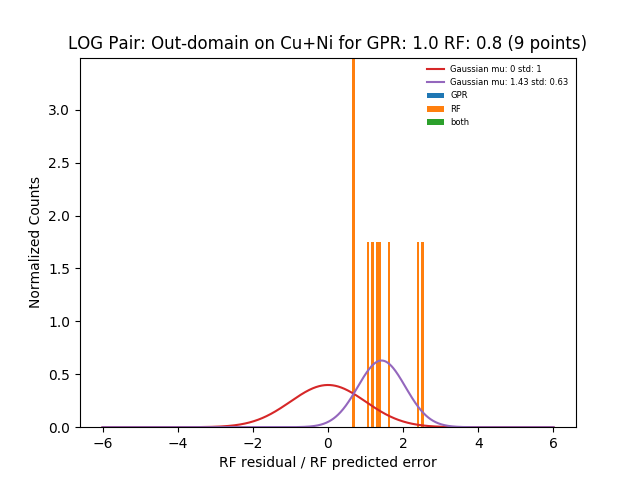 LOG Pair: Out-domain on Cu+Ni for GPR: 1.0 RF: 0.8 (9 points)
Gaussian mu: 0 std: 1
Gaussian mu: 1.43 std: 0.63
GPR
RF
both
Normalized Counts
3.0
2.5
2.0
1.5
1.0
0.5
0.0
−6 −4 −2 0 2 4 6
RF residual / RF predicted error